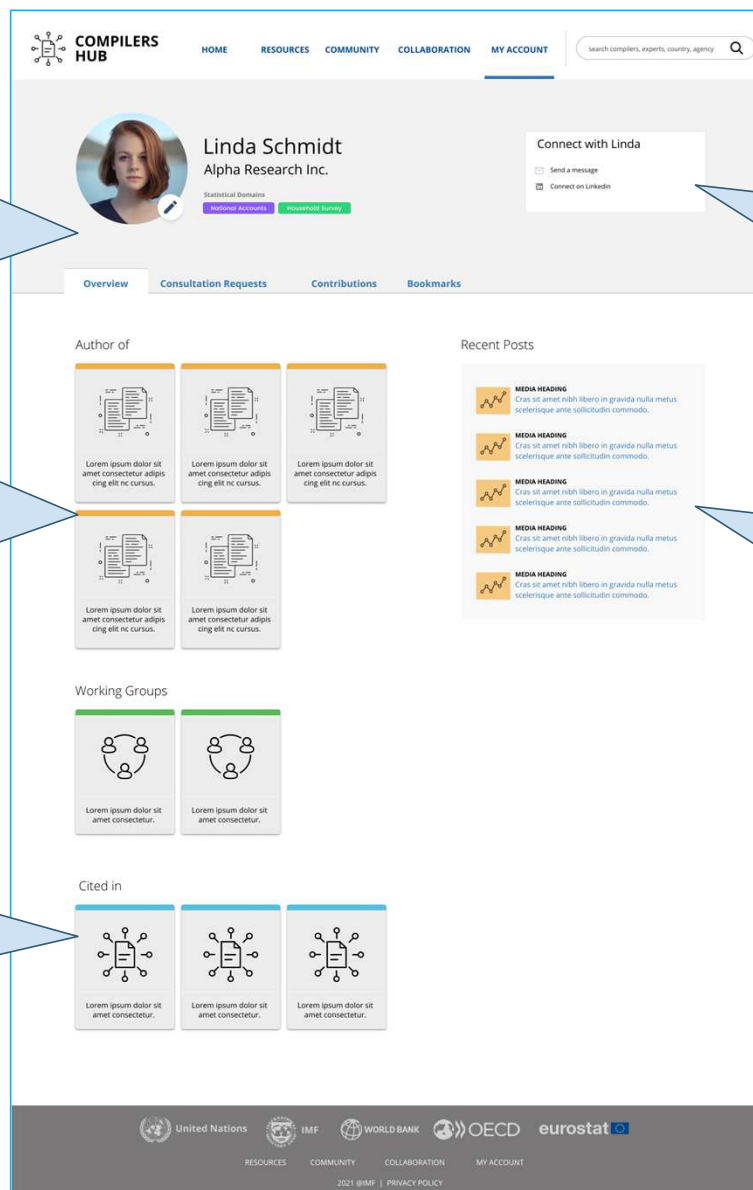 COMPILERS
HUB
HOME RESOURCES COMMUNITY COLLABORATION MY ACCOUNT
search compilers, experts, country, agency
Linda Schmidt
Alpha Research Inc.
Statistical Domains
National Accounts Household Survey
Connect with Linda
Send a message
Connect on Linkedin
Overview Consultation Requests Contributions Bookmarks
Author of
Lorem ipsum dolor sit
amet consectetur adipis
cing elit nc cursus.
Lorem ipsum dolor sit
amet consectetur adipis
cing elit nc cursus.
Lorem ipsum dolor sit
amet consectetur adipis
cing elit nc cursus.
Lorem ipsum dolor sit
amet consectetur adipis
cing elit nc cursus.
Lorem ipsum dolor sit
amet consectetur adipis
cing elit nc cursus.
Recent Posts
MEDIA HEADING
Cras sit amet nibh libero in gravida nulla metus
scelerisque ante sollicitudin commodo.
MEDIA HEADING
Cras sit amet nibh libero in gravida nulla metus
scelerisque ante sollicitudin commodo.
MEDIA HEADING
Cras sit amet nibh libero in gravida nulla metus
scelerisque ante sollicitudin commodo.
MEDIA HEADING
Cras sit amet nibh libero in gravida nulla metus
scelerisque ante sollicitudin commodo.
MEDIA HEADING
Cras sit amet nibh libero in gravida nulla metus
scelerisque ante sollicitudin commodo.
Working Groups
Lorem ipsum dolor sit
amet consectetur.
Lorem ipsum dolor sit
amet consectetur.
Cited in
Lorem ipsum dolor sit
amet consectetur.
Lorem ipsum dolor sit
amet consectetur.
Lorem ipsum dolor sit
amet consectetur.
United Nations IMF WORLD BANK OECD eurostat
RESOURCES COMMUNITY COLLABORATION MY ACCOUNT
2021 @IMF | PRIVACY POLICY